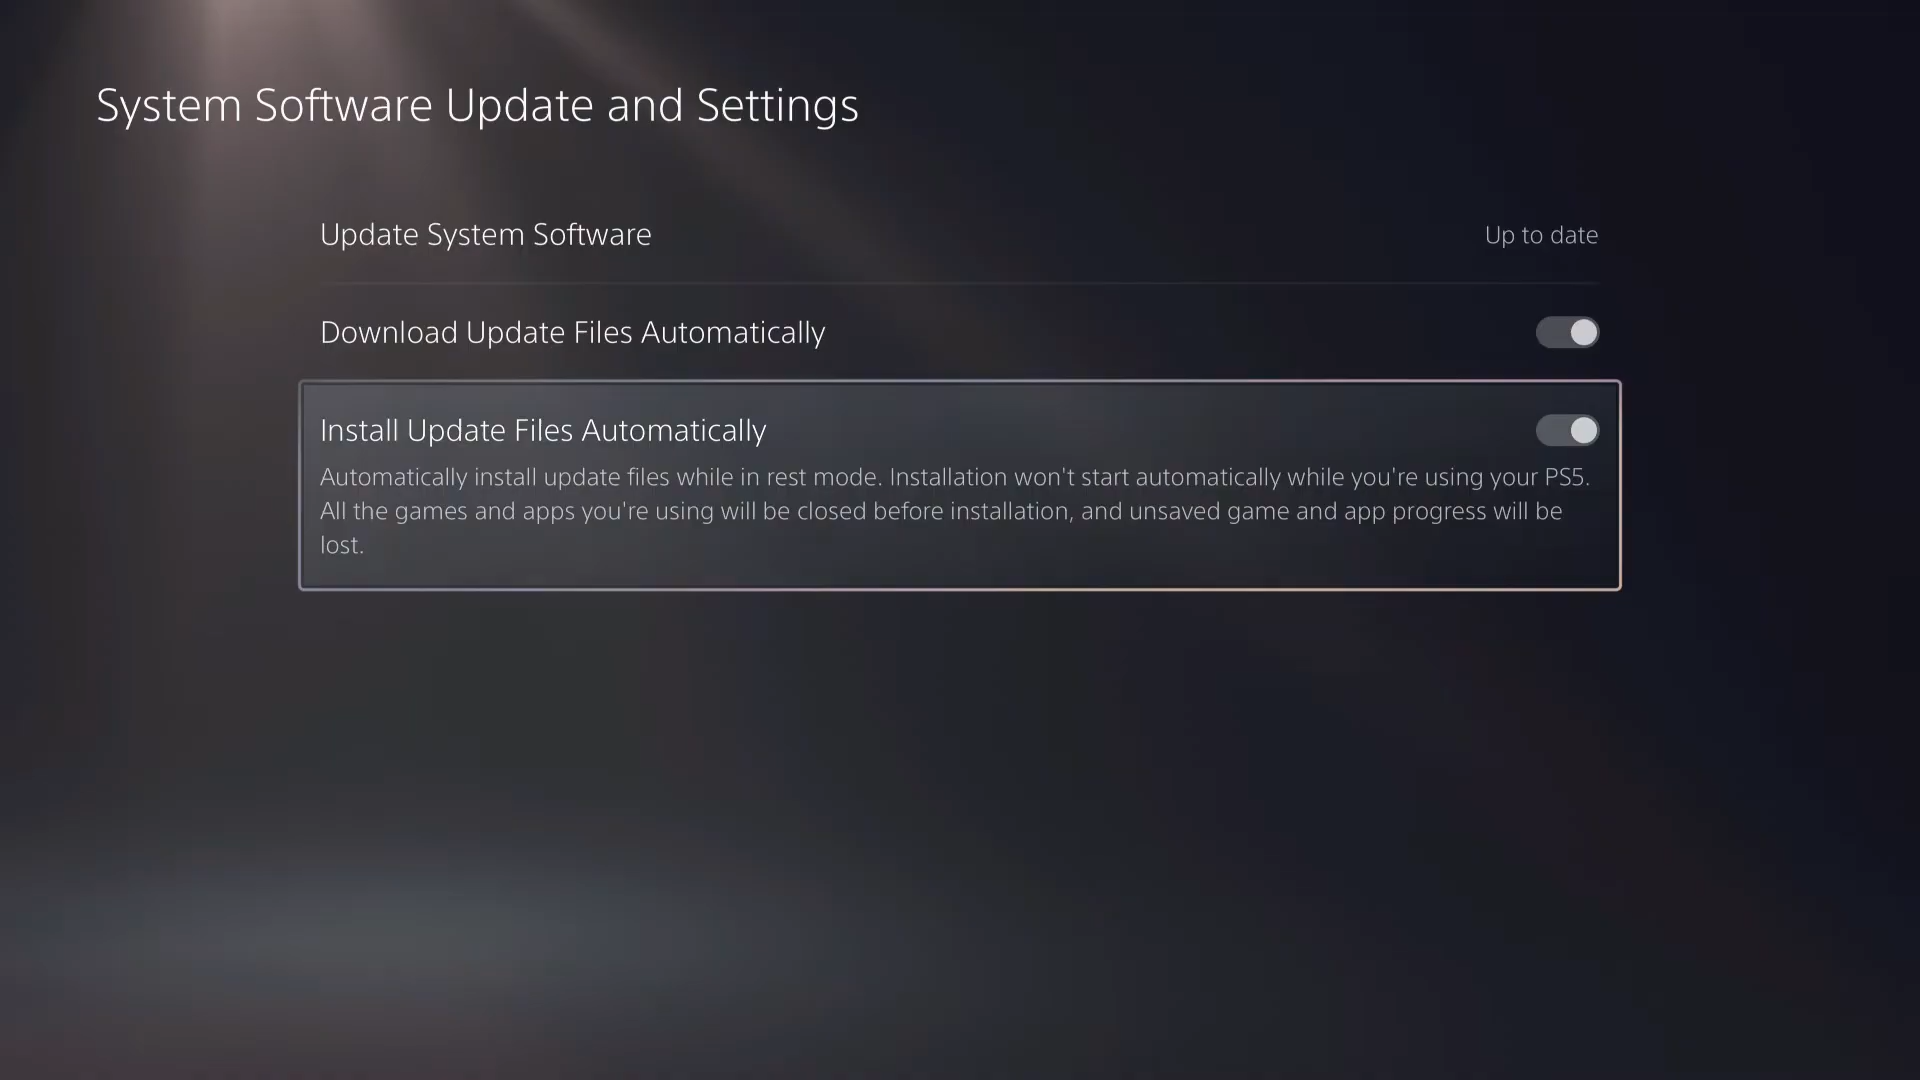 System Software Update and Settings
Update System Software
Up to date
Download Update Files Automatically
Install Update Files Automatically
Automatically install update files while in rest mode. Installation won't start automatically while you're using your PS5.
All the games and apps you're using will be closed before installation, and unsaved game and app progress will be
lost.